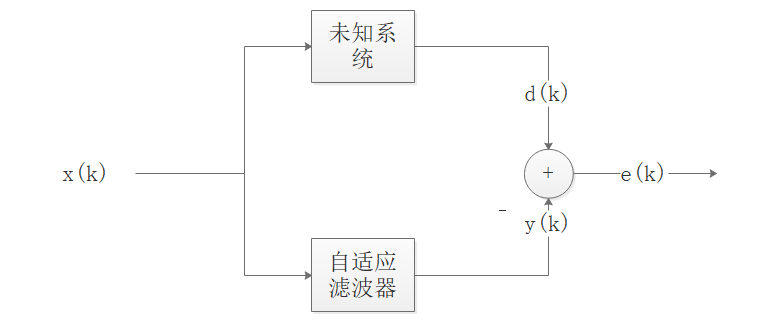 未知系
统
d(k)
x(k)
+
e(k)
-
y(k)
自适应
滤波器